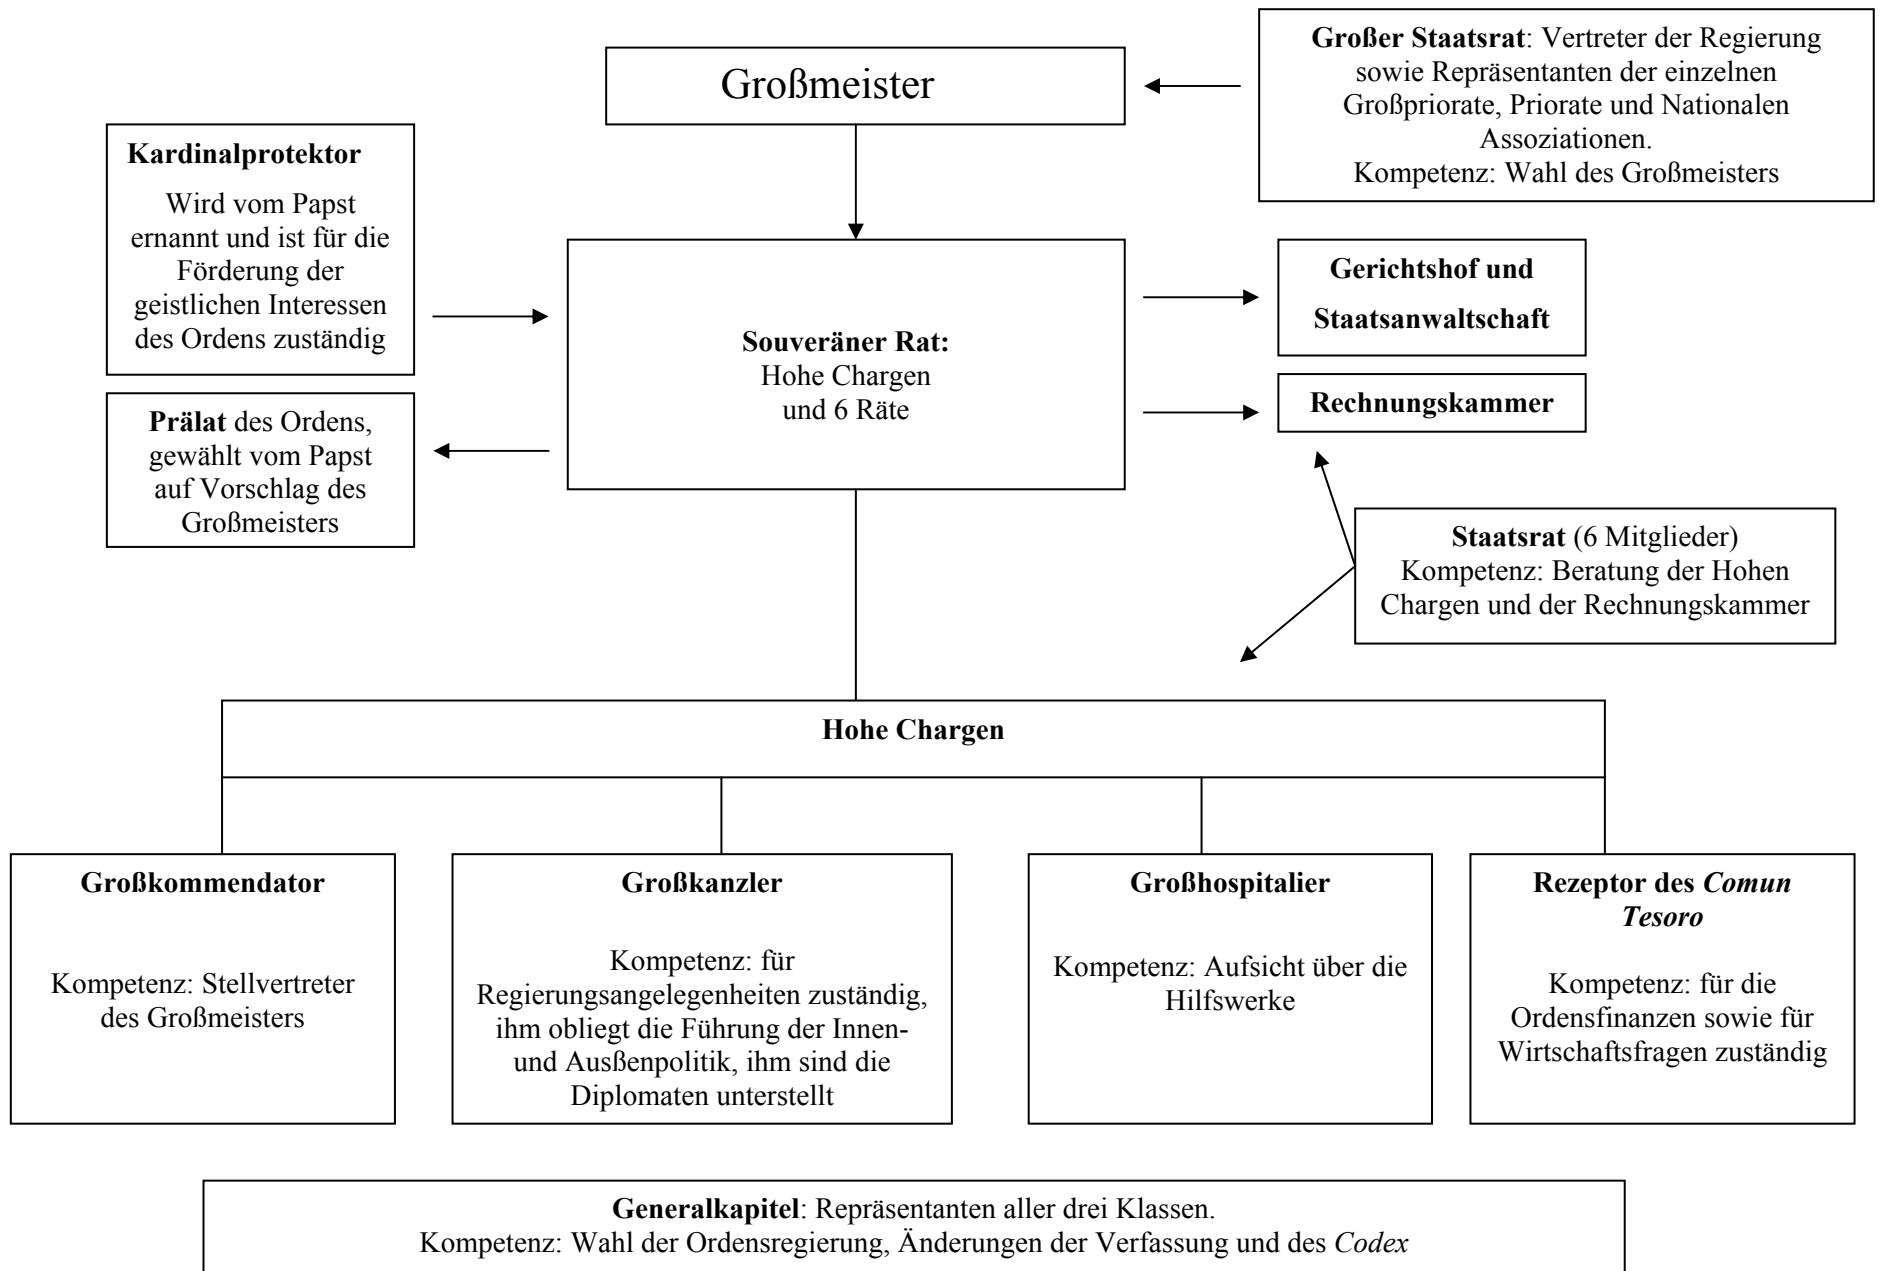 Großmeister
Großer Staatsrat: Vertreter der Regierung
sowie Repräsentanten der einzelnen
Großpriorate, Priorate und Nationalen
Assoziationen.
Kompetenz: Wahl des Großmeisters
Kardinalprotektor
Wird vom Papst
ernannt und ist für die
Förderung der
geistlichen Interessen
des Ordens zuständig
Souveräner Rat:
Hohe Chargen
und 6 Räte
Gerichtshof und
Staatsanwaltschaft
Rechnungskammer
Prälat des Ordens,
gewählt vom Papst
auf Vorschlag des
Großmeisters
Staatsrat (6 Mitglieder)
Kompetenz: Beratung der Hohen
Chargen und der Rechnungskammer
Hohe Chargen
Großkommendator
Kompetenz: Stellvertreter
des Großmeisters
Großkanzler
Kompetenz: für
Regierungsangelegenheiten zuständig,
ihm obliegt die Führung der Innen-
und Ausßenpolitik, ihm sind die
Diplomaten unterstellt
Großhospitalier
Kompetenz: Aufsicht über die
Hilfswerke
Rezeptor des Comun
Tesoro
Kompetenz: für die
Ordensfinanzen sowie für
Wirtschaftsfragen zuständig
Generalkapitel: Repräsentanten aller drei Klassen.
Kompetenz: Wahl der Ordensregierung, Änderungen der Verfassung und des Codex